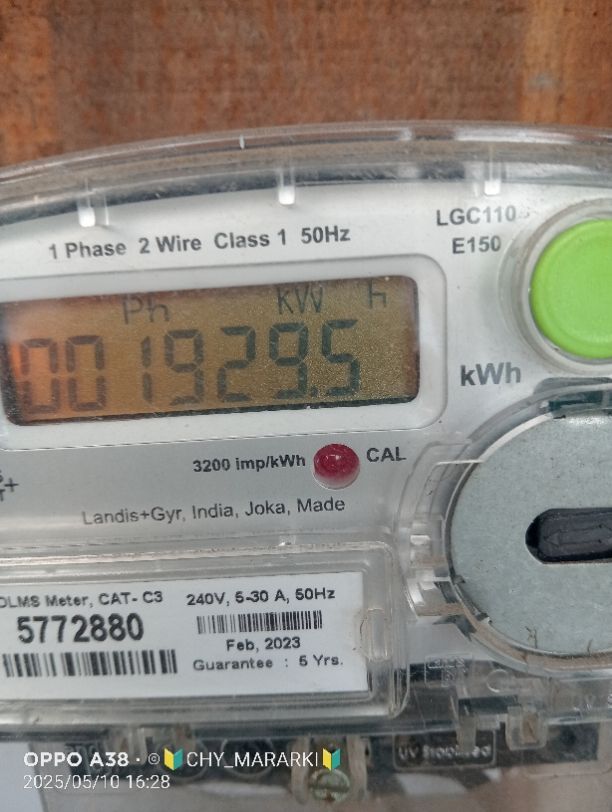 LGC110
1 Phase 2 Wire Class 1 50Hz
E150
Ph kW h
001929.5
kWh
3200 imp/kWh CAL
Landis+Gyr, India, Joka, Made
DLMS Meter, CAT- C3 240V, 5-30 A, 50Hz
5772880
Feb, 2023
Guarantee : 5 Yrs.
UV Stabilized
OPPO A38 · ©🔰CHY_MARARKI🔰
2025/05/10 16:28